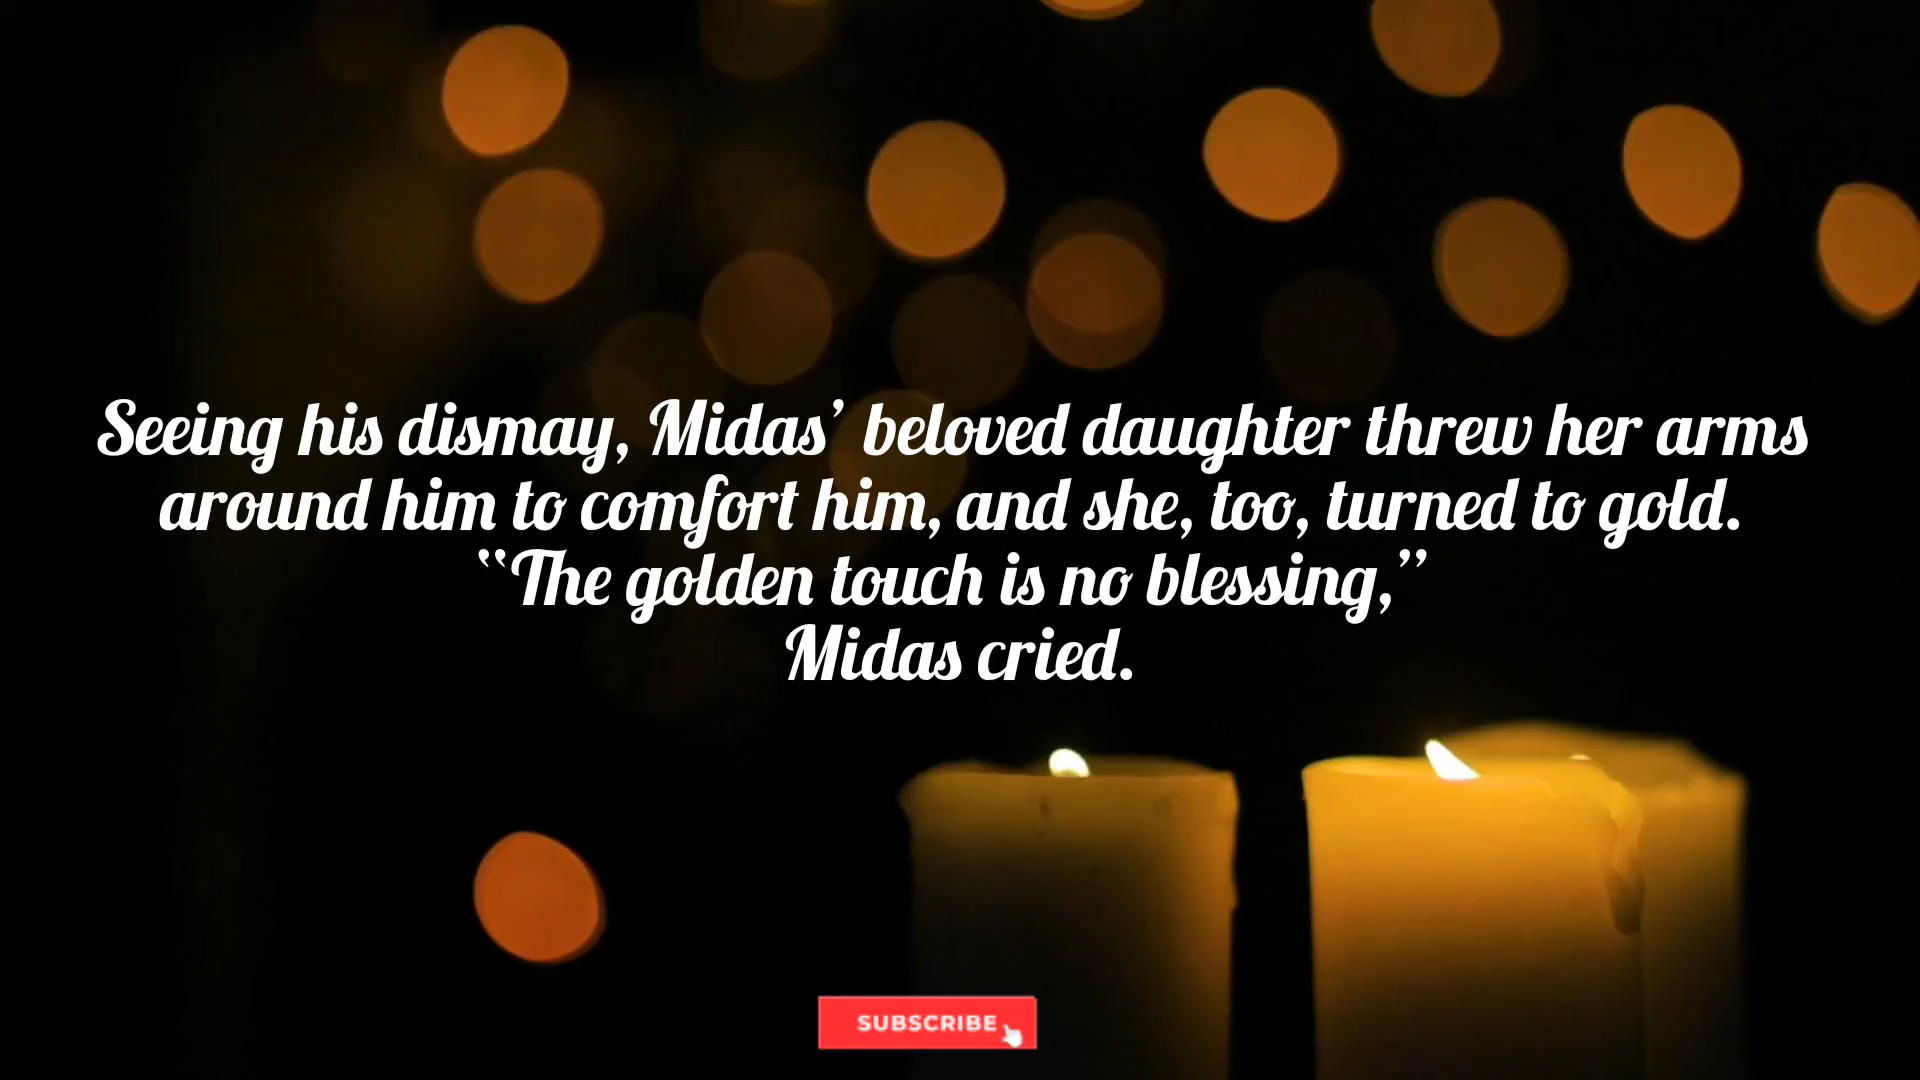 Seeing his dismay, Midas’ beloved daughter threw her arms
around him to comfort him, and she, too, turned to gold.
“The golden touch is no blessing,”
Midas cried.
SUBSCRIBE